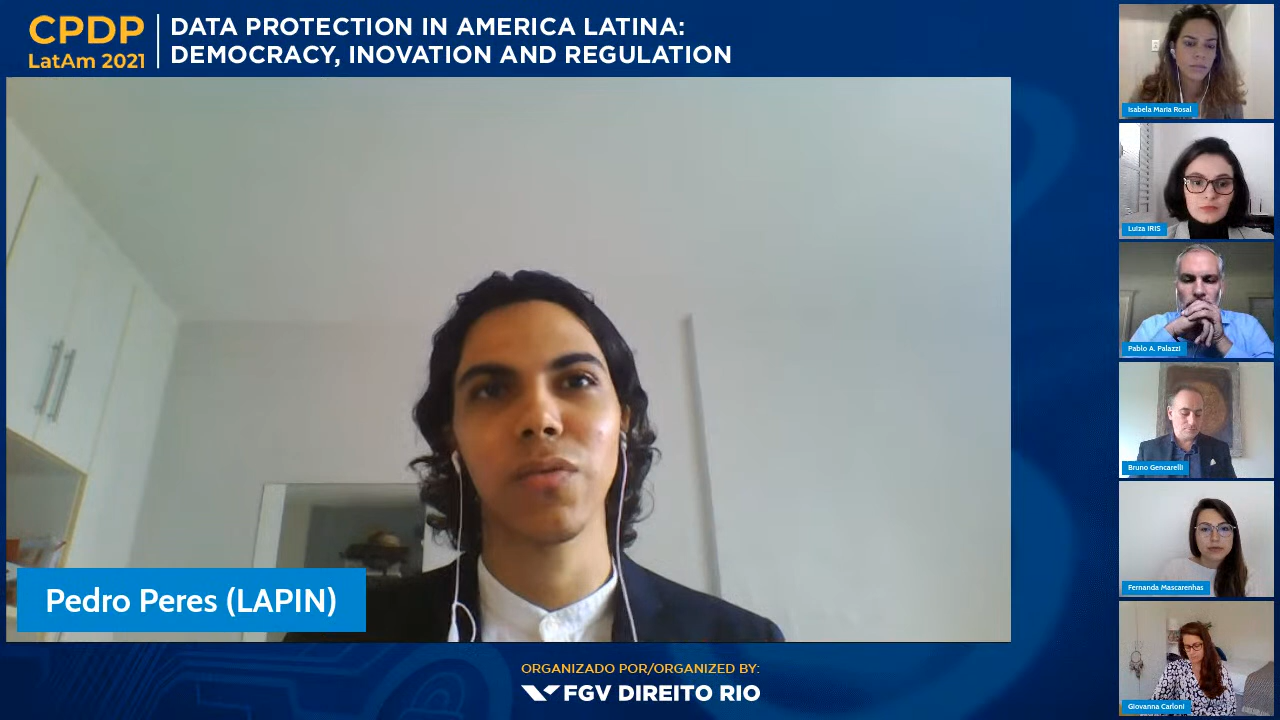 CPDP
LatAm 2021
DATA PROTECTION IN AMERICA LATINA:
DEMOCRACY, INOVATION AND REGULATION
Isabela Maria Rosal
Luiza IRIS
Pablo A. Palazzi
Bruno Gencarelli
Fernanda Mascarenhas
Giovanna Carloni
Pedro Peres (LAPIN)
ORGANIZADO POR/ORGANIZED BY:
FGV DIREITO RIO